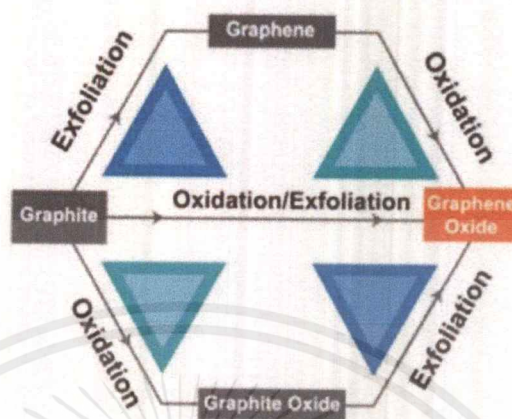 Graphene
Exfoliation
Oxidation
Oxidation/Exfoliation
Graphite
Graphene
Oxide
Oxidation
Exfoliation
Graphite Oxide